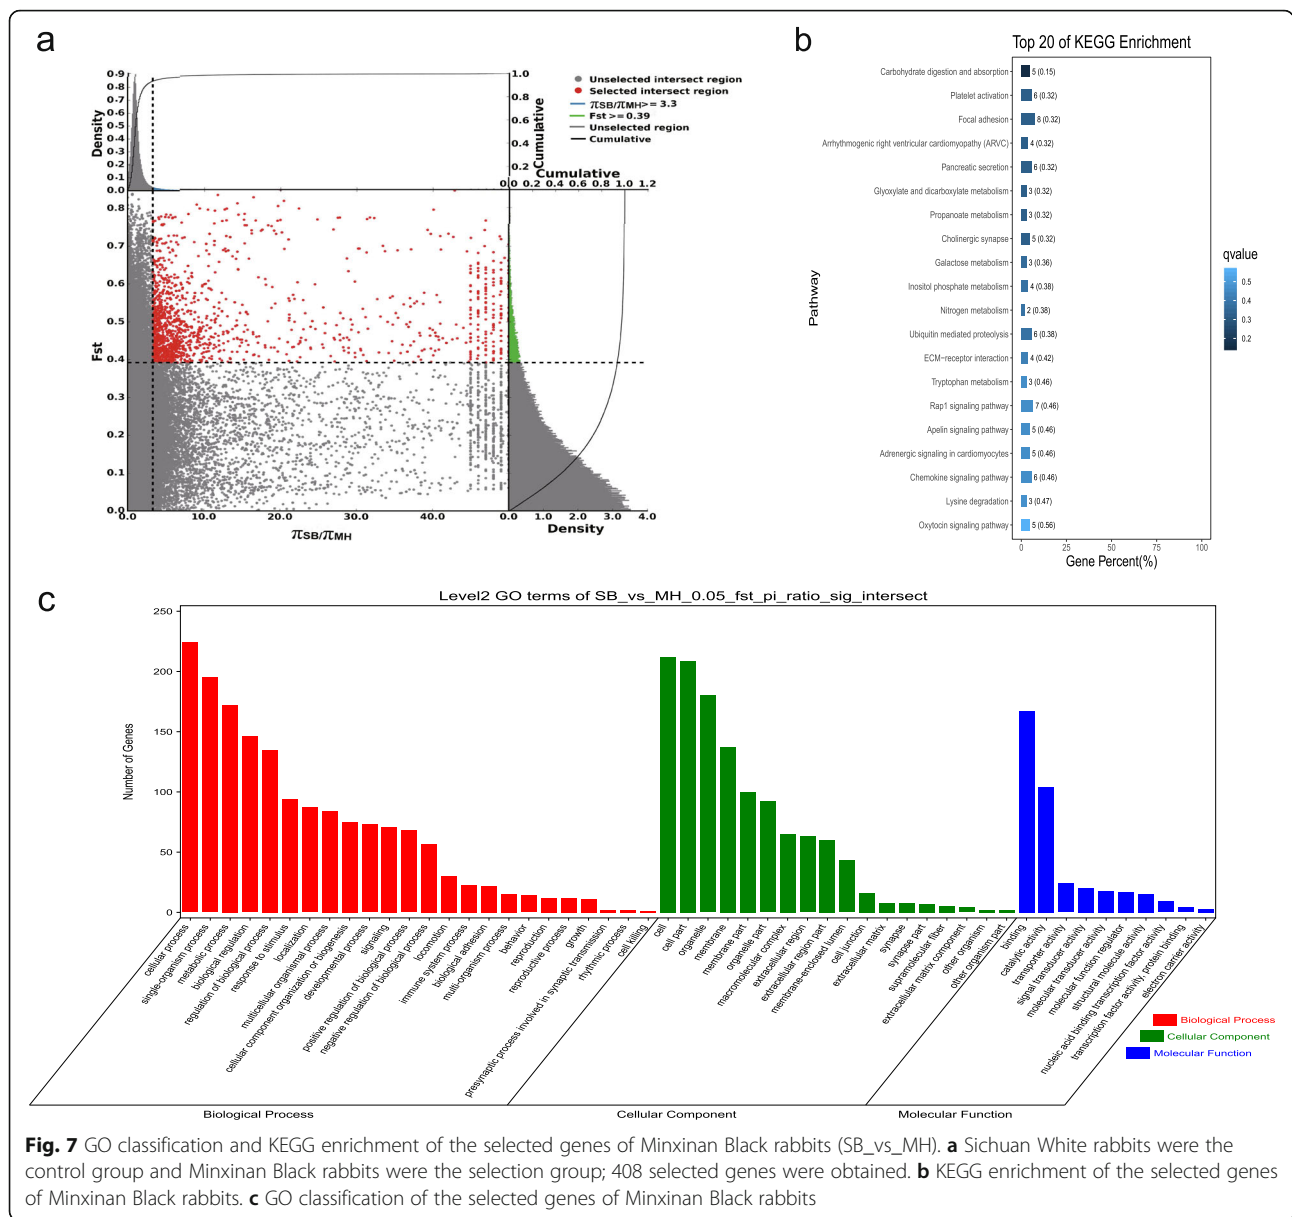 a
0.9
0.8
0.7
0.6
0.5
0.4
0.3
0.2
0.1
0.0
Density
1.0
0.8
0.6
0.4
0.2
Cumulative
Unselected intersect region
Selected intersect region
πSB/πMH>= 3.3
Fst >=0.39
Unselected region
Cumulative
Cumulative
0.0 0.2 0.4 0.6 0.8 1.0 1.2
0.8
0.7
0.6
0.5
0.4
0.3
0.2
0.1
0.0
Fst
0.0 10.0 20.0 30.0 40.0
πSB/πMH
0.0 1.0 2.0 3.0 4.0
Density
b
Top 20 of KEGG Enrichment
Carbohydrate digestion and absorption 5 (0.15)
Platelet activation 6 (0.32)
Focal adhesion 8 (0.32)
Arrhythmogenic right ventricular cardiomyopathy (ARVC) 4 (0.32)
Pancreatic secretion 6 (0.32)
Glyoxylate and dicarboxylate metabolism 3 (0.32)
Propanoate metabolism 3 (0.32)
Cholinergic synapse 5 (0.32)
Galactose metabolism 3 (0.36)
Inositol phosphate metabolism 4 (0.38)
Nitrogen metabolism 2 (0.38)
Ubiquitin mediated proteolysis 6 (0.38)
ECM−receptor interaction 4 (0.42)
Tryptophan metabolism 3 (0.46)
Rap1 signaling pathway 7 (0.46)
Apelin signaling pathway 5 (0.46)
Adrenergic signaling in cardiomyocytes 5 (0.46)
Chemokine signaling pathway 6 (0.46)
Lysine degradation 3 (0.47)
Oxytocin signaling pathway 5 (0.56)
Pathway
0 25 50 75 100
Gene Percent(%)
qvalue
0.5
0.4
0.3
0.2
c
Level2 GO terms of SB_vs_MH_0.05_fst_pi_ratio_sig_intersect
250
200
150
100
50
0
Number of Genes
cellular process
single-organism process
metabolic process
biological regulation
regulation of biological process
response to stimulus
localization
multicellular organismal process
cellular component organization or biogenesis
developmental process
signaling
positive regulation of biological process
negative regulation of biological process
locomotion
immune system process
biological adhesion
multi-organism process
behavior
reproduction
reproductive process
growth
presynaptic process involved in synaptic transmission
rhythmic process
cell killing
cell
cell part
organelle
membrane
membrane part
organelle part
macromolecular complex
extracellular region
extracellular region part
membrane-enclosed lumen
cell junction
extracellular matrix
synapse
synapse part
supramolecular fiber
extracellular matrix component
other organism
other organism part
binding
catalytic activity
transporter activity
signal transducer activity
molecular transducer activity
molecular function regulator
structural molecule activity
nucleic acid binding transcription factor activity
transcription factor activity, protein binding
electron carrier activity
Biological Process
Cellular Component
Molecular Function
Biological Process
Cellular Component
Molecular Function
Fig. 7 GO classification and KEGG enrichment of the selected genes of Minxinan Black rabbits (SB_vs_MH). a Sichuan White rabbits were the
control group and Minxinan Black rabbits were the selection group; 408 selected genes were obtained. b KEGG enrichment of the selected genes
of Minxinan Black rabbits. c GO classification of the selected genes of Minxinan Black rabbits